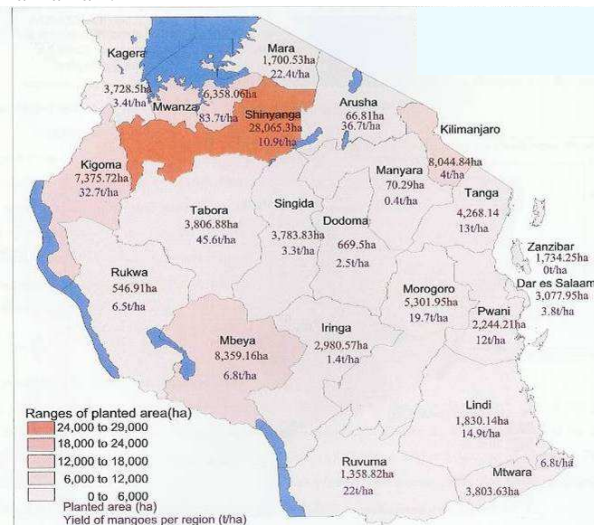 Kagera
3,728.5ha
3.4t/ha
Mara
1,700.53ha
22.4t/ha
Mwanza
6,358.06ha
83.7t/ha
Shinyanga
28,065.3ha
10.9t/ha
Arusha
66.81ha
36.7t/ha
Kilimanjaro
8,044.84ha
4t/ha
Kigoma
7,375.72ha
32.7t/ha
Tabora
3,806.88ha
45.6t/ha
Singida
3,783.83ha
3.3t/ha
Dodoma
669.5ha
2.5t/ha
Manyara
70.29ha
0.4t/ha
Tanga
4,268.14
13t/ha
Zanzibar
1,734.25ha
0t/ha
Dar es Salaam
3,077.95ha
3.8t/ha
Rukwa
546.91ha
6.5t/ha
Mbeya
8,359.16ha
6.8t/ha
Iringa
2,980.57ha
1.4t/ha
Morogoro
5,301.95ha
19.7t/ha
Pwani
2,244.21ha
12t/ha
Lindi
1,830.14ha
14.9t/ha
Ruvuma
1,358.82ha
22t/ha
Mtwara
3,803.63ha
6.8t/ha
Ranges of planted area(ha)
24,000 to 29,000
18,000 to 24,000
12,000 to 18,000
6,000 to 12,000
0 to 6,000
Planted area (ha)
Yield of mangoes per region (t/ha)